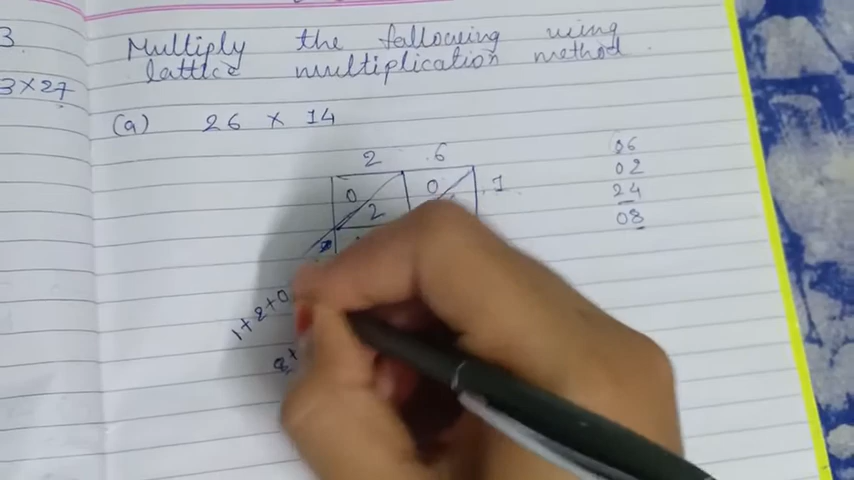 3.
Multiply the following using
lattice multiplication method.
3×27
(a) 26 × 14
2 6
06
0 0 1
02
2
24
08
1+2+0
8+